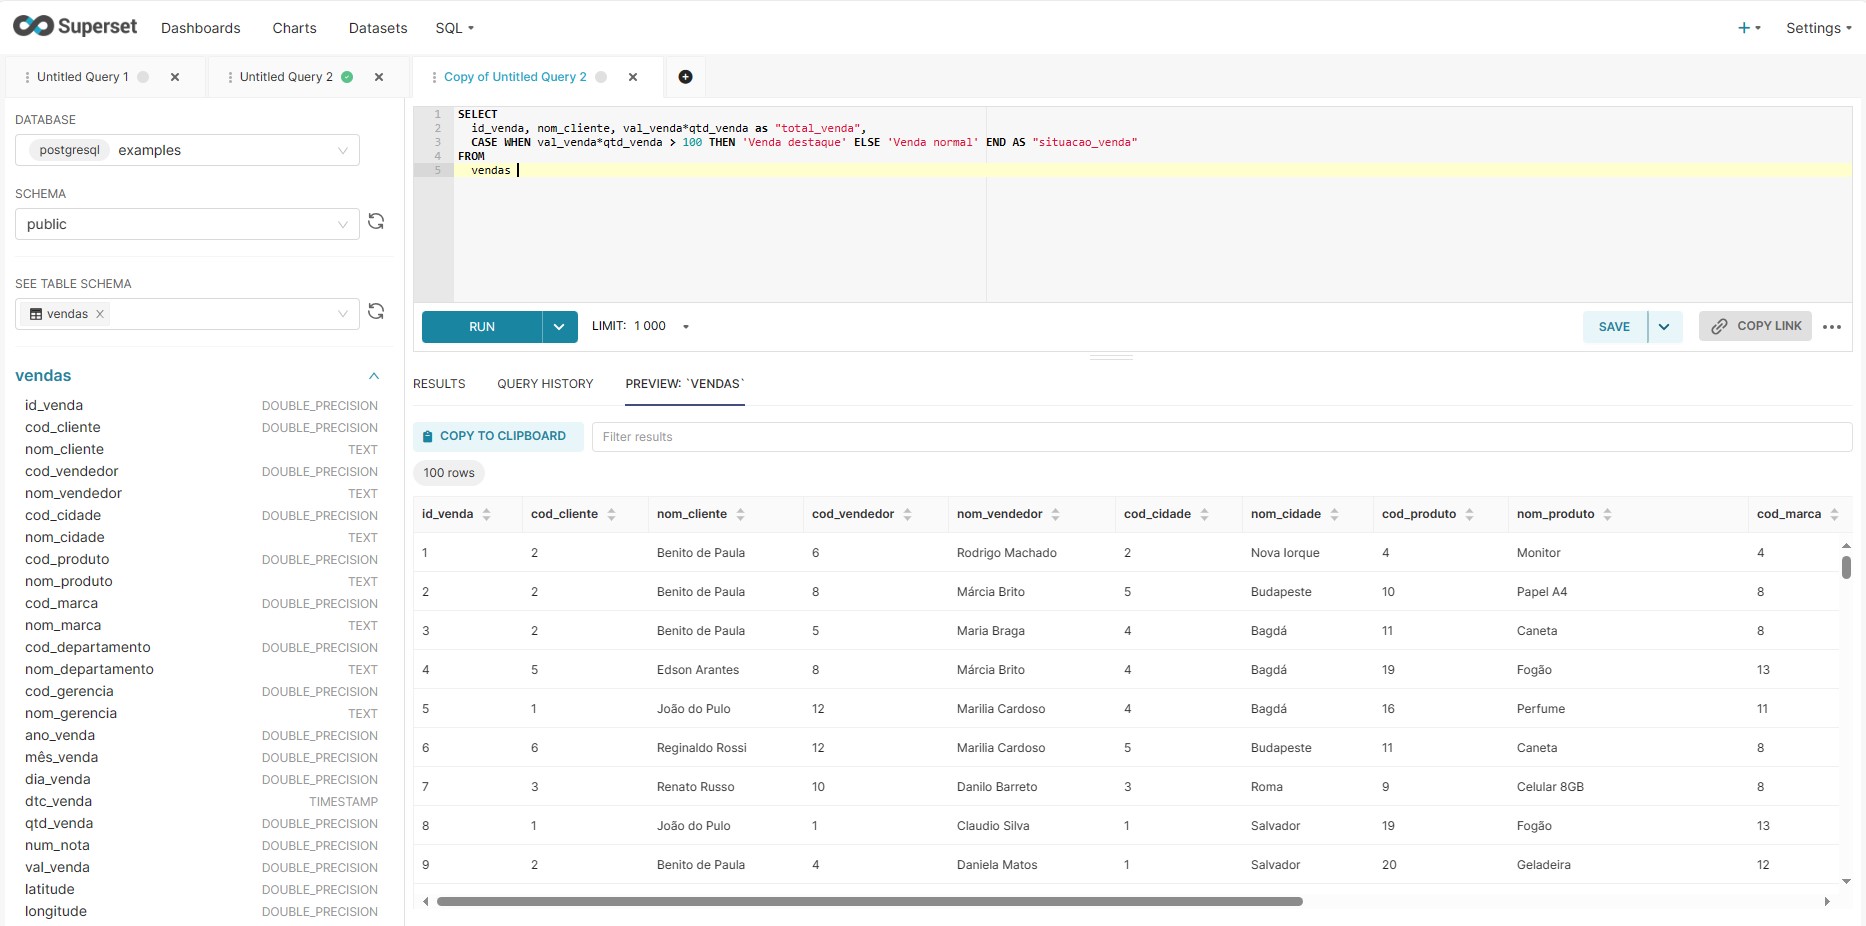 Superset Dashboards Charts Datasets SQL + Settings
Untitled Query 1 Untitled Query 2 Copy of Untitled Query 2
DATABASE
postgresql examples
SCHEMA
public
SEE TABLE SCHEMA
vendas
vendas
id_venda DOUBLE_PRECISION
cod_cliente DOUBLE_PRECISION
nom_cliente TEXT
cod_vendedor DOUBLE_PRECISION
nom_vendedor TEXT
cod_cidade DOUBLE_PRECISION
nom_cidade TEXT
cod_produto DOUBLE_PRECISION
nom_produto TEXT
cod_marca DOUBLE_PRECISION
nom_marca TEXT
cod_departamento DOUBLE_PRECISION
nom_departamento TEXT
cod_gerencia DOUBLE_PRECISION
nom_gerencia TEXT
ano_venda DOUBLE_PRECISION
mês_venda DOUBLE_PRECISION
dia_venda DOUBLE_PRECISION
dtc_venda TIMESTAMP
qtd_venda DOUBLE_PRECISION
num_nota DOUBLE_PRECISION
val_venda DOUBLE_PRECISION
latitude DOUBLE_PRECISION
longitude DOUBLE_PRECISION
1 SELECT
2 id_venda, nom_cliente, val_venda*qtd_venda as "total_venda",
3 CASE WHEN val_venda*qtd_venda > 100 THEN 'Venda destaque' ELSE 'Venda normal' END AS "situacao_venda"
4 FROM
5 vendas
RUN LIMIT: 1 000 SAVE COPY LINK
RESULTS QUERY HISTORY PREVIEW: `VENDAS`
COPY TO CLIPBOARD Filter results
100 rows
id_venda cod_cliente nom_cliente cod_vendedor nom_vendedor cod_cidade nom_cidade cod_produto nom_produto cod_marca
1 2 Benito de Paula 6 Rodrigo Machado 2 Nova Iorque 4 Monitor 4
2 2 Benito de Paula 8 Márcia Brito 5 Budapeste 10 Papel A4 8
3 2 Benito de Paula 5 Maria Braga 4 Bagdá 11 Caneta 8
4 5 Edson Arantes 8 Márcia Brito 4 Bagdá 19 Fogão 13
5 1 João do Pulo 12 Marilia Cardoso 4 Bagdá 16 Perfume 11
6 6 Reginaldo Rossi 12 Marilia Cardoso 5 Budapeste 11 Caneta 8
7 3 Renato Russo 10 Danilo Barreto 3 Roma 9 Celular 8GB 8
8 1 João do Pulo 1 Claudio Silva 1 Salvador 19 Fogão 13
9 2 Benito de Paula 4 Daniela Matos 1 Salvador 20 Geladeira 12